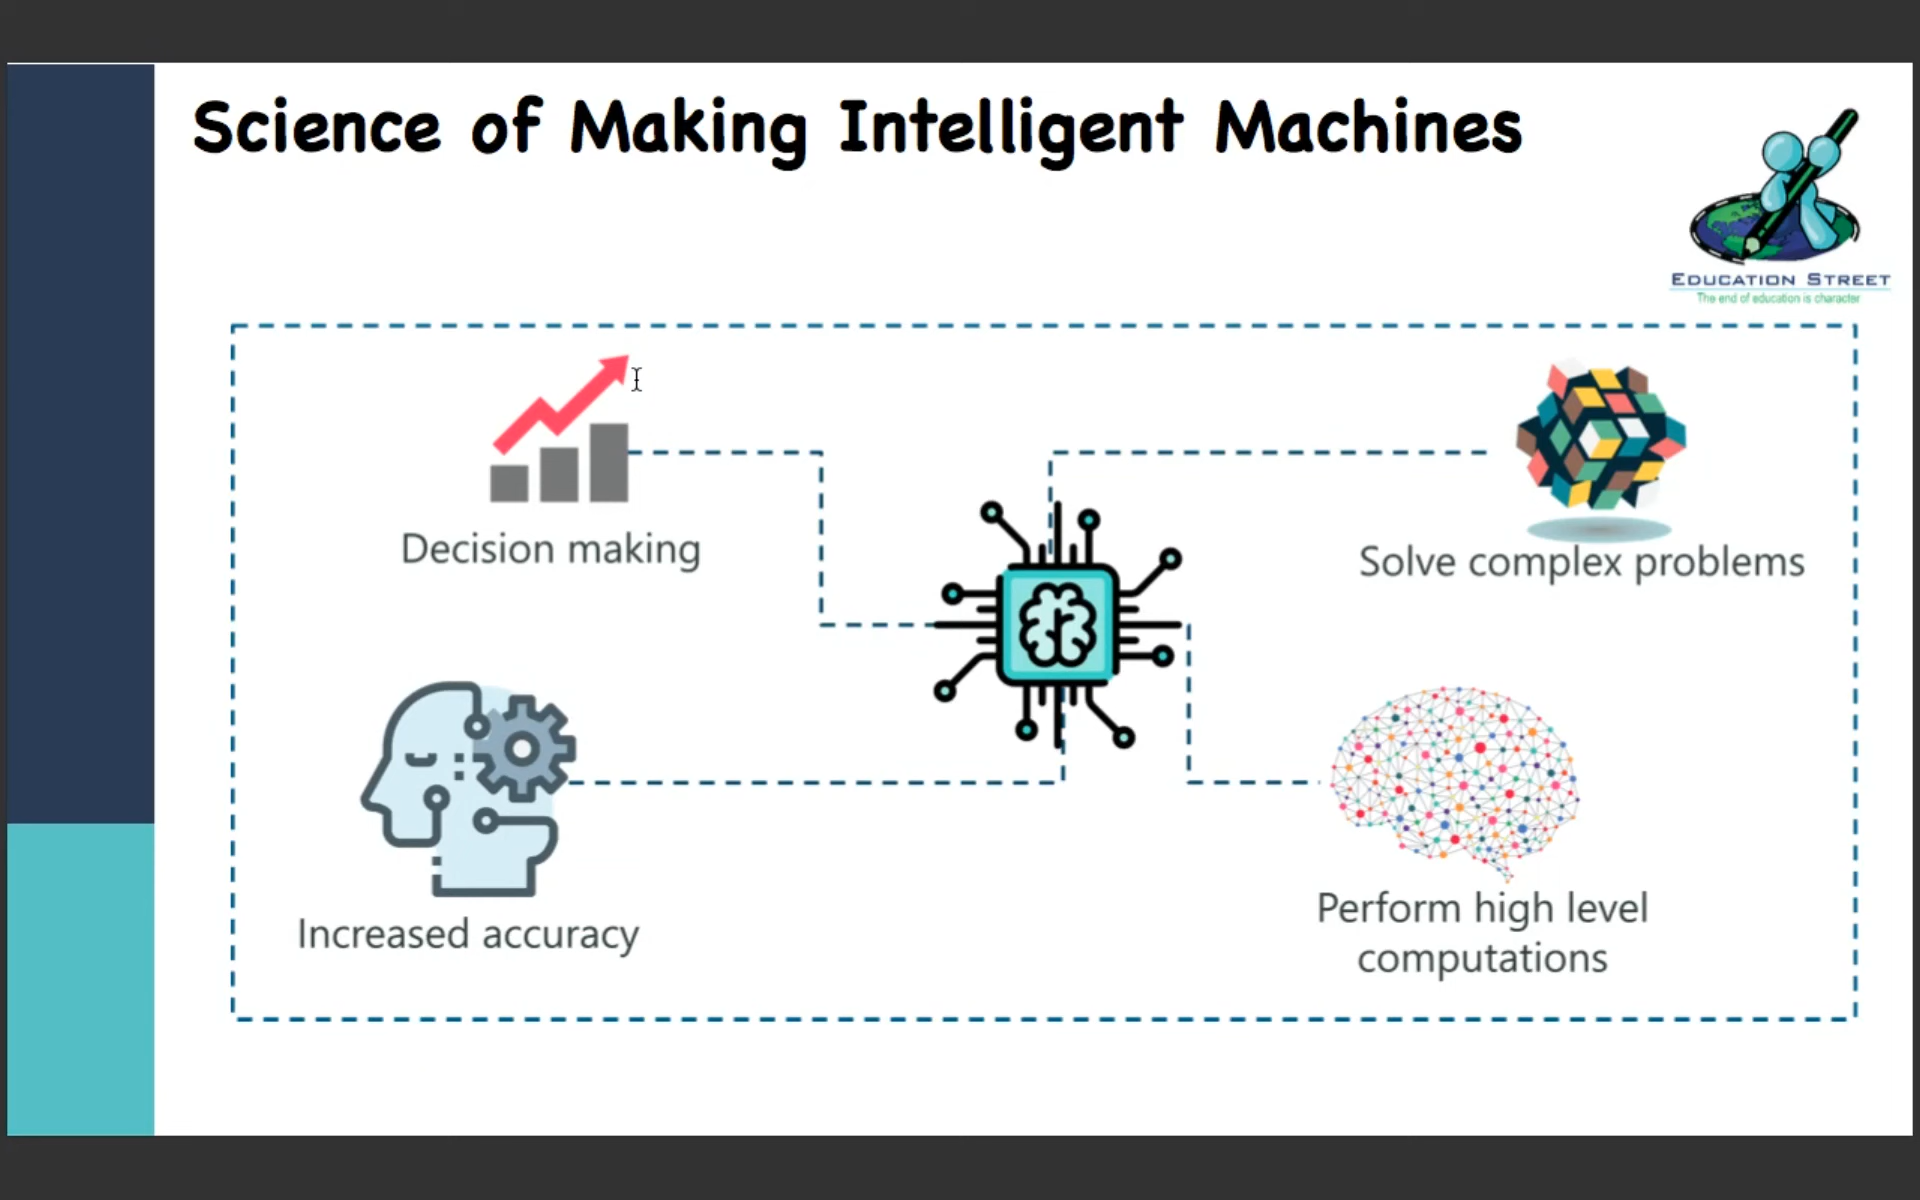 Science of Making Intelligent Machines
EDUCATION STREET
The end of education is character
Decision making
Solve complex problems
Increased accuracy
Perform high level
computations